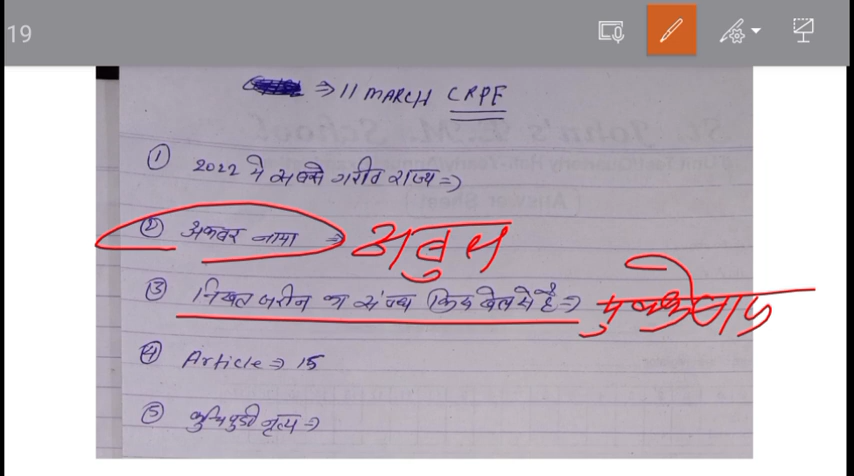 19
⇒ 11 MARCH CRPF
① 2022 में सबसे गरीब राज्य ⇒
② अकबर नामा ⇒ अबुल
③ निखत जरीन का संबंध किस खेल से है ⇒ मुक्केबाज
④ Article ⇒ 15
⑤ कुचिपुड़ी नृत्य ⇒